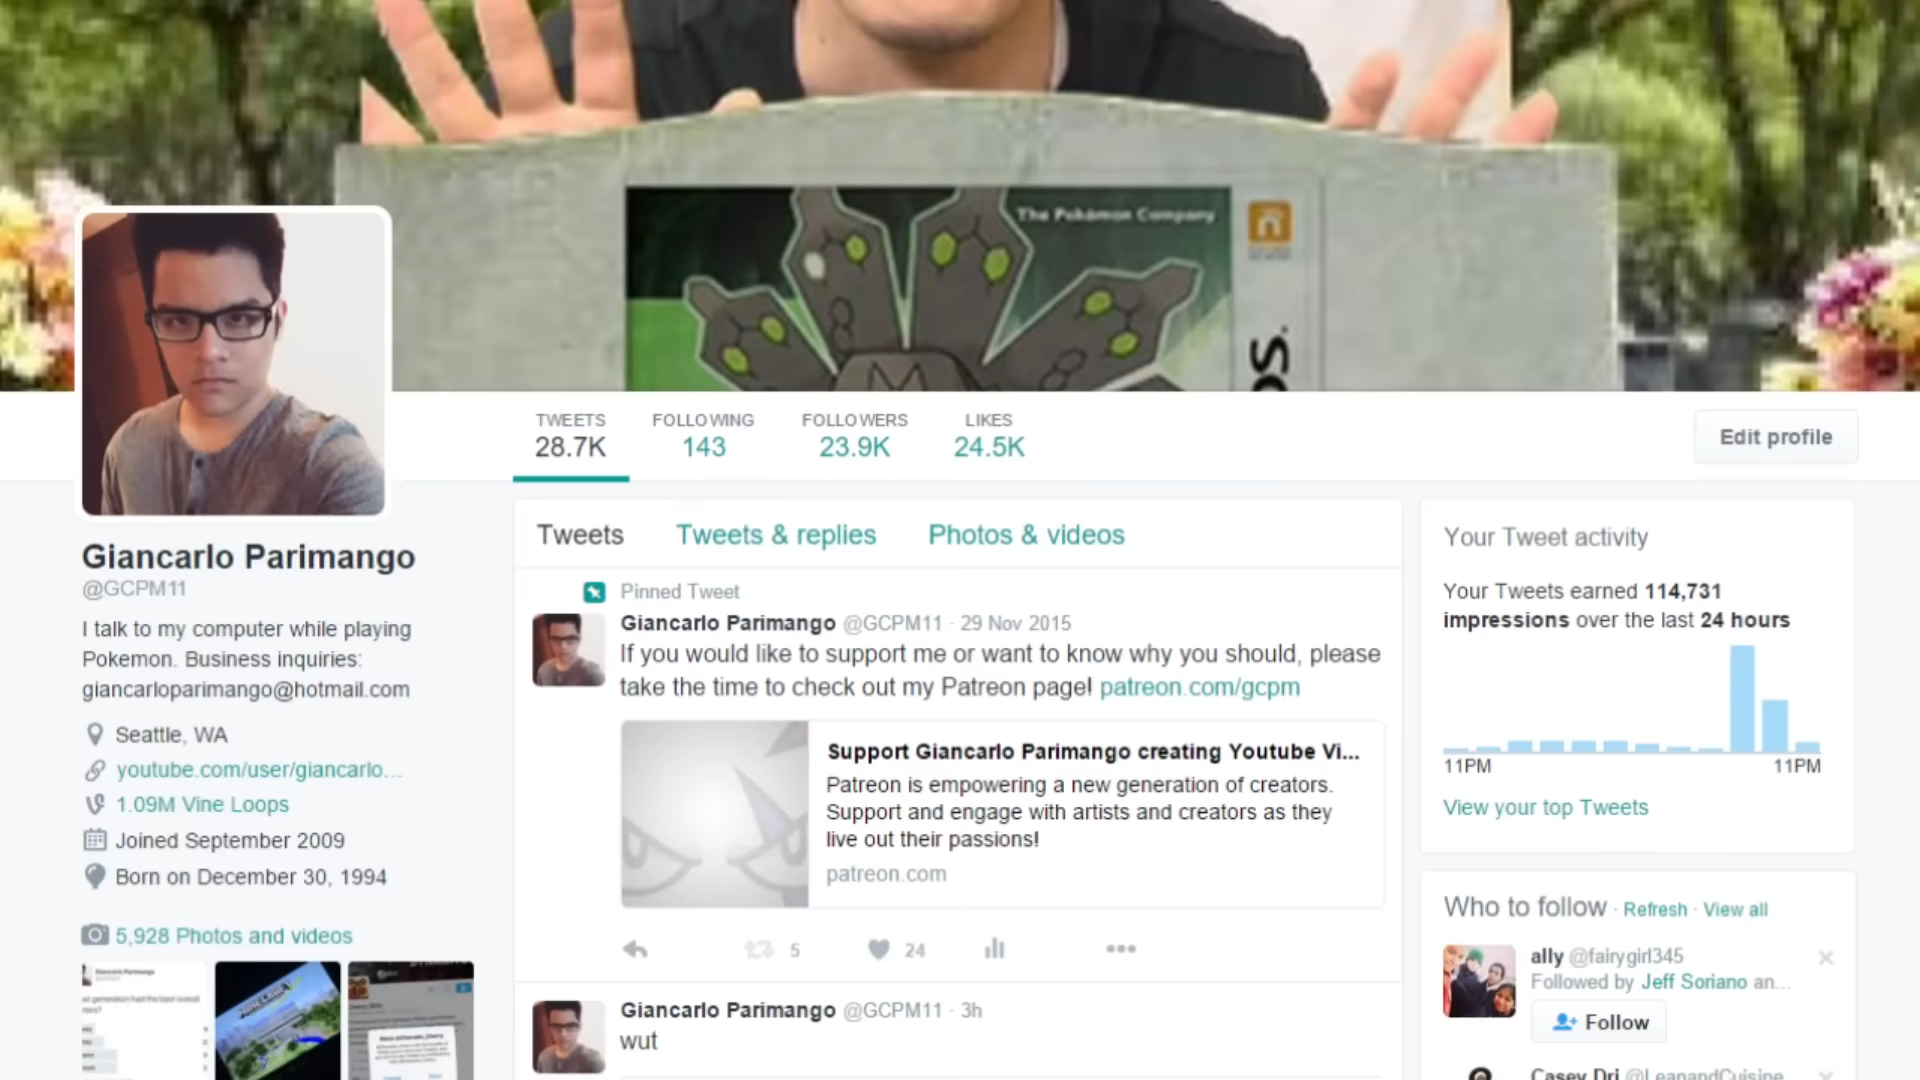 The Pokémon Company
DS
TWEETS
28.7K
FOLLOWING
143
FOLLOWERS
23.9K
LIKES
24.5K
Edit profile
Giancarlo Parimango
@GCPM11
I talk to my computer while playing
Pokemon. Business inquiries:
giancarloparimango@hotmail.com
Seattle, WA
youtube.com/user/giancarlo...
1.09M Vine Loops
Joined September 2009
Born on December 30, 1994
5,928 Photos and videos
Tweets
Tweets & replies
Photos & videos
Pinned Tweet
Giancarlo Parimango @GCPM11 · 29 Nov 2015
If you would like to support me or want to know why you should, please
take the time to check out my Patreon page! patreon.com/gcpm
Support Giancarlo Parimango creating Youtube Vi...
Patreon is empowering a new generation of creators.
Support and engage with artists and creators as they
live out their passions!
patreon.com
5
24
Giancarlo Parimango @GCPM11 · 3h
wut
Your Tweet activity
Your Tweets earned 114,731
impressions over the last 24 hours
11PM
11PM
View your top Tweets
Who to follow · Refresh · View all
ally @fairygirl345
Followed by Jeff Soriano an...
Follow
Casey Dri @LeanandCuisine